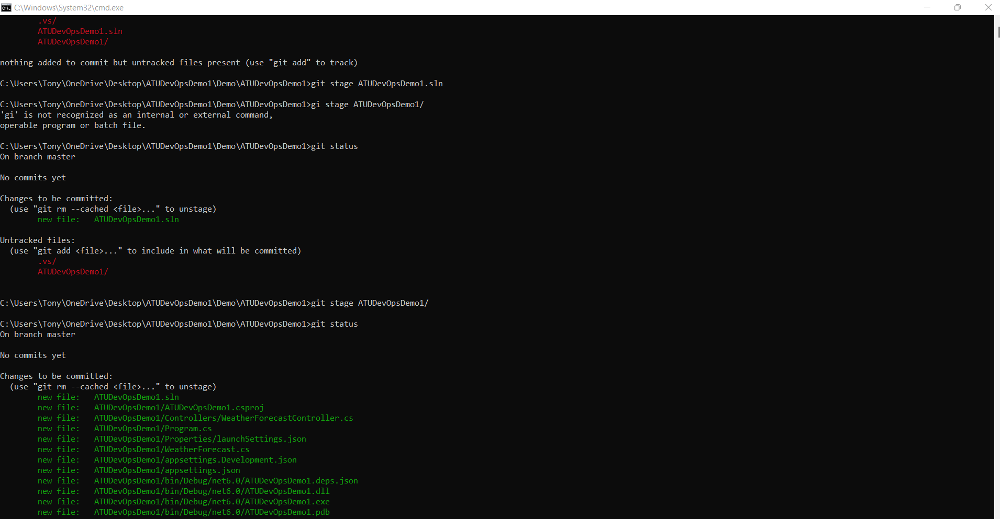 C:\Windows\System32\cmd.exe
.vs/
ATUDevOpsDemo1.sln
ATUDevOpsDemo1/
nothing added to commit but untracked files present (use "git add" to track)
C:\Users\Tony\OneDrive\Desktop\ATUDevOpsDemo1\Demo\ATUDevOpsDemo1>git stage ATUDevOpsDemo1.sln
C:\Users\Tony\OneDrive\Desktop\ATUDevOpsDemo1\Demo\ATUDevOpsDemo1>gi stage ATUDevOpsDemo1/
'gi' is not recognized as an internal or external command,
operable program or batch file.
C:\Users\Tony\OneDrive\Desktop\ATUDevOpsDemo1\Demo\ATUDevOpsDemo1>git status
On branch master
No commits yet
Changes to be committed:
(use "git rm --cached <file>..." to unstage)
new file:   ATUDevOpsDemo1.sln
Untracked files:
(use "git add <file>..." to include in what will be committed)
.vs/
ATUDevOpsDemo1/
C:\Users\Tony\OneDrive\Desktop\ATUDevOpsDemo1\Demo\ATUDevOpsDemo1>git stage ATUDevOpsDemo1/
C:\Users\Tony\OneDrive\Desktop\ATUDevOpsDemo1\Demo\ATUDevOpsDemo1>git status
On branch master
No commits yet
Changes to be committed:
(use "git rm --cached <file>..." to unstage)
new file:   ATUDevOpsDemo1.sln
new file:   ATUDevOpsDemo1/ATUDevOpsDemo1.csproj
new file:   ATUDevOpsDemo1/Controllers/WeatherForecastController.cs
new file:   ATUDevOpsDemo1/Program.cs
new file:   ATUDevOpsDemo1/Properties/launchSettings.json
new file:   ATUDevOpsDemo1/WeatherForecast.cs
new file:   ATUDevOpsDemo1/appsettings.Development.json
new file:   ATUDevOpsDemo1/appsettings.json
new file:   ATUDevOpsDemo1/bin/Debug/net6.0/ATUDevOpsDemo1.deps.json
new file:   ATUDevOpsDemo1/bin/Debug/net6.0/ATUDevOpsDemo1.dll
new file:   ATUDevOpsDemo1/bin/Debug/net6.0/ATUDevOpsDemo1.exe
new file:   ATUDevOpsDemo1/bin/Debug/net6.0/ATUDevOpsDemo1.pdb